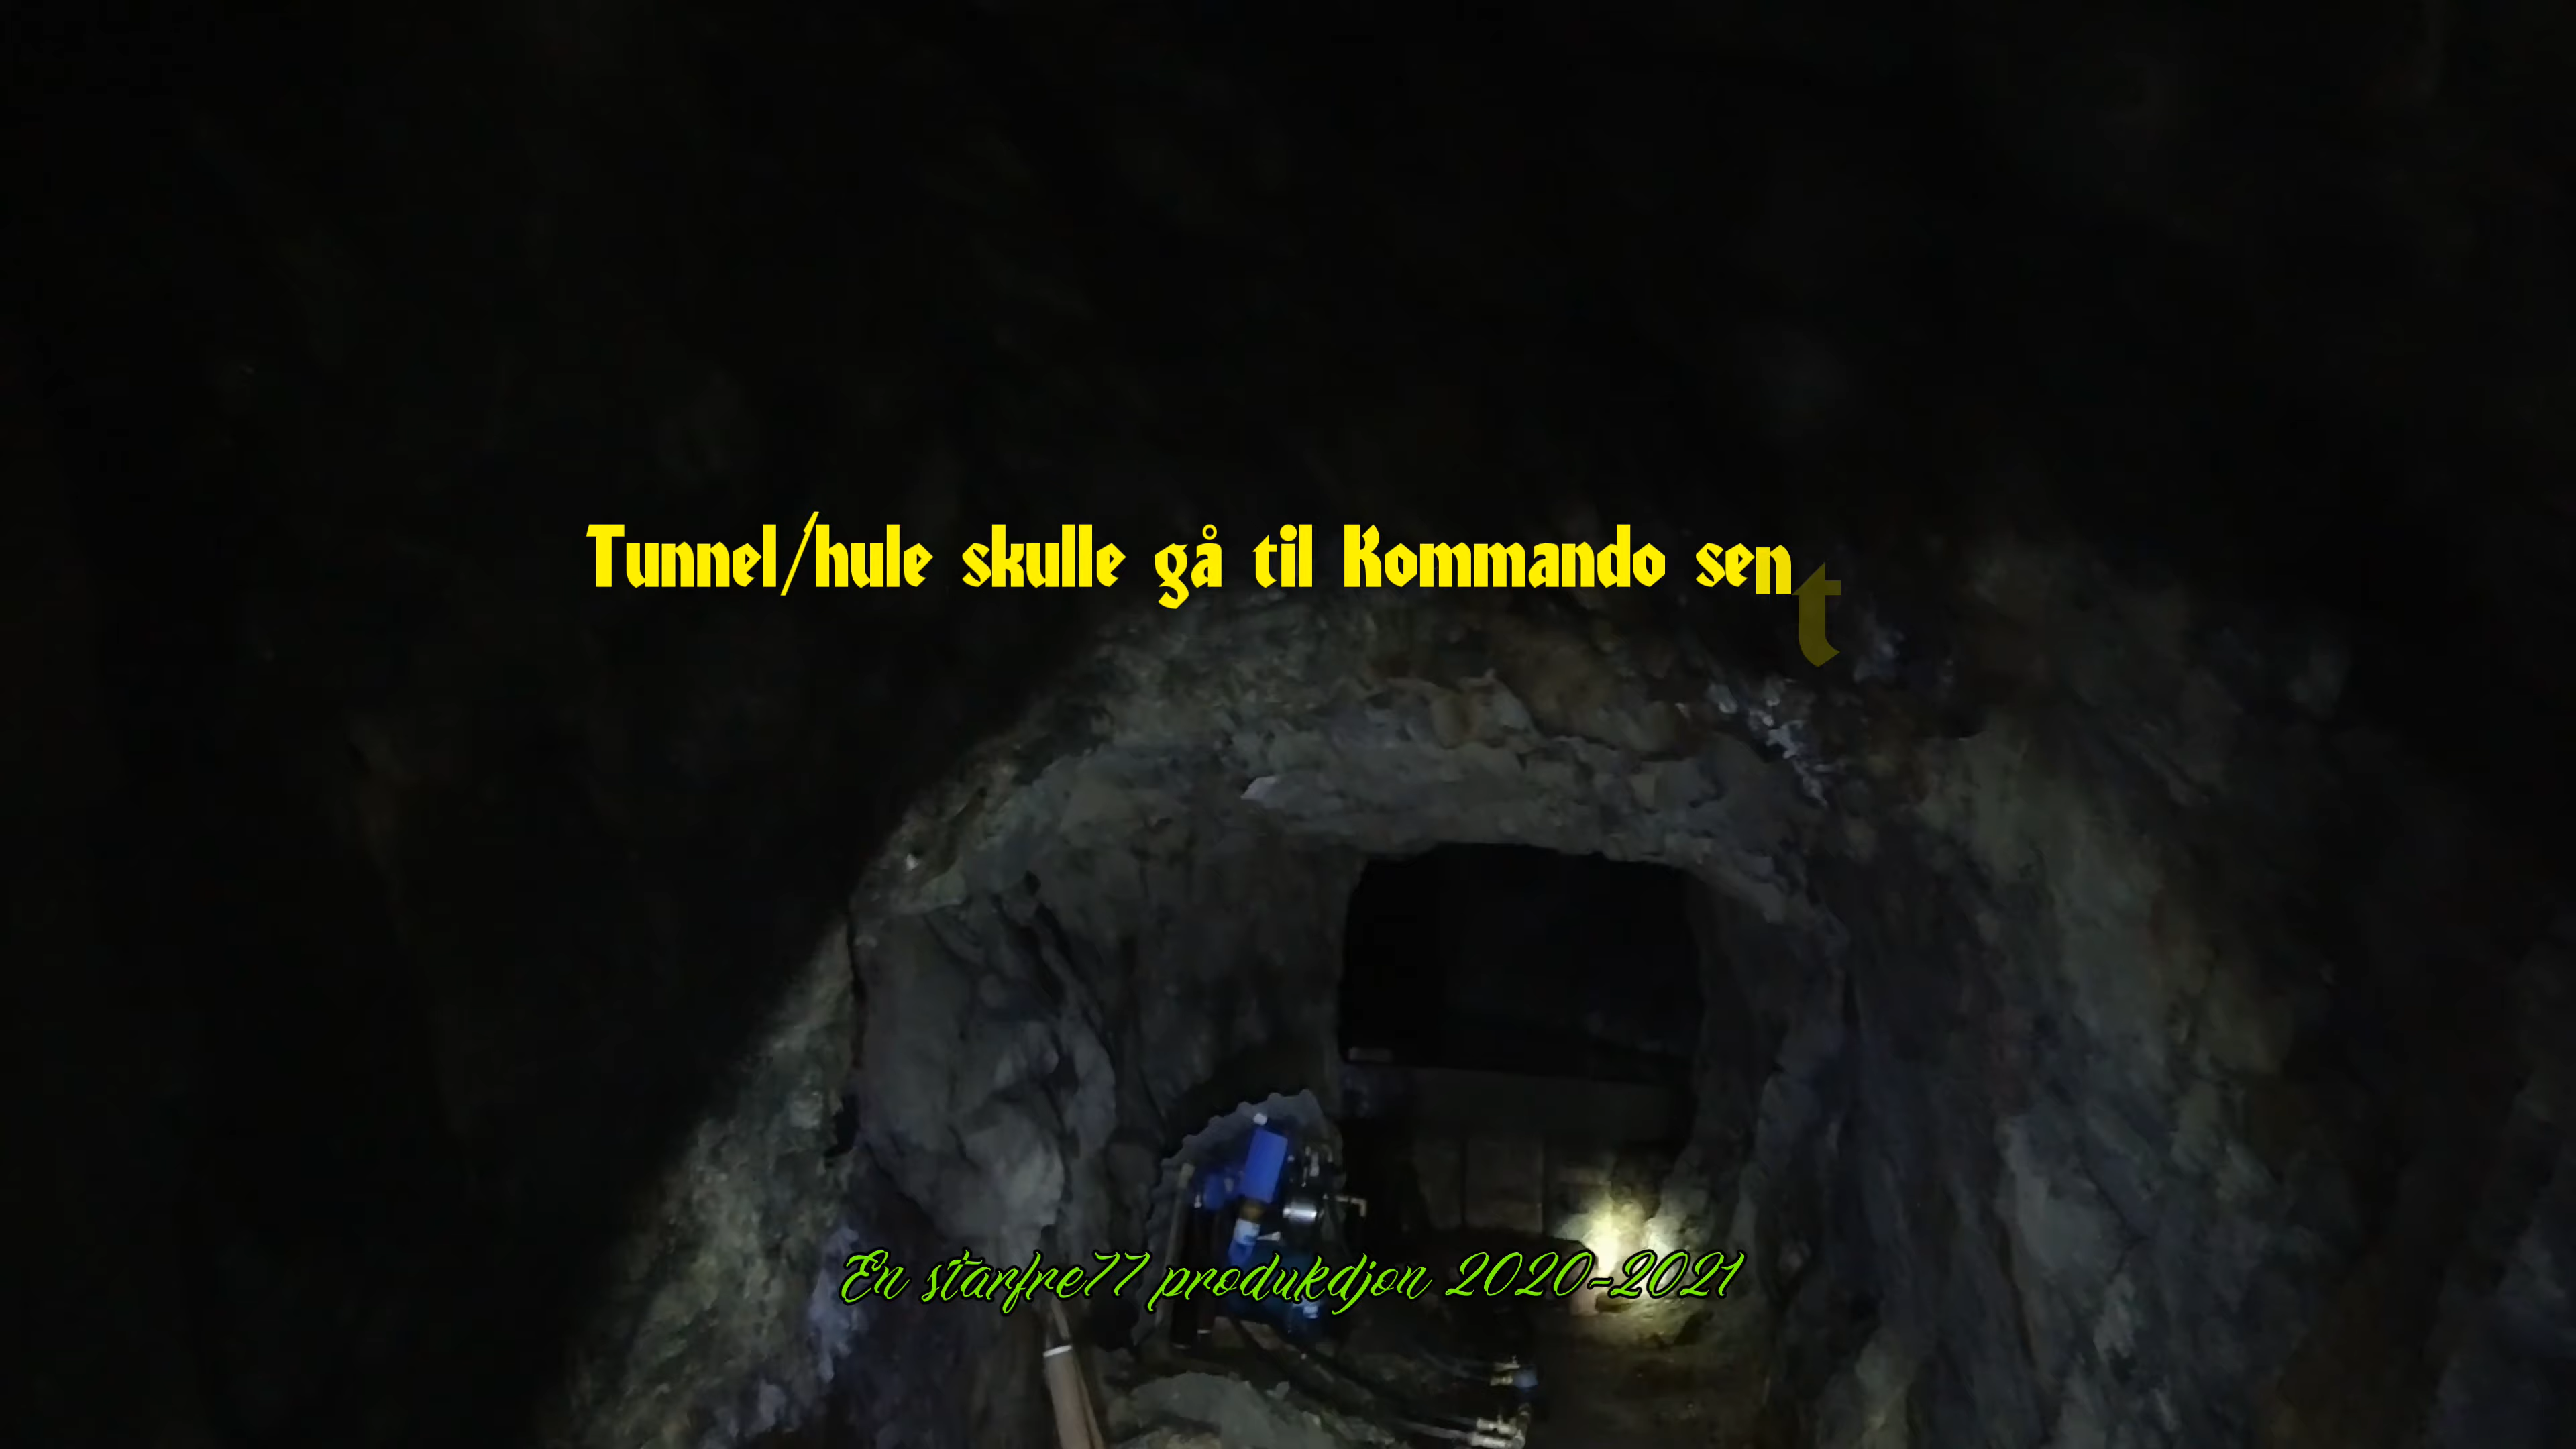 Tunnel/hule skulle gå til Kommando sent
En starfre77 produkdjon 2020-2021